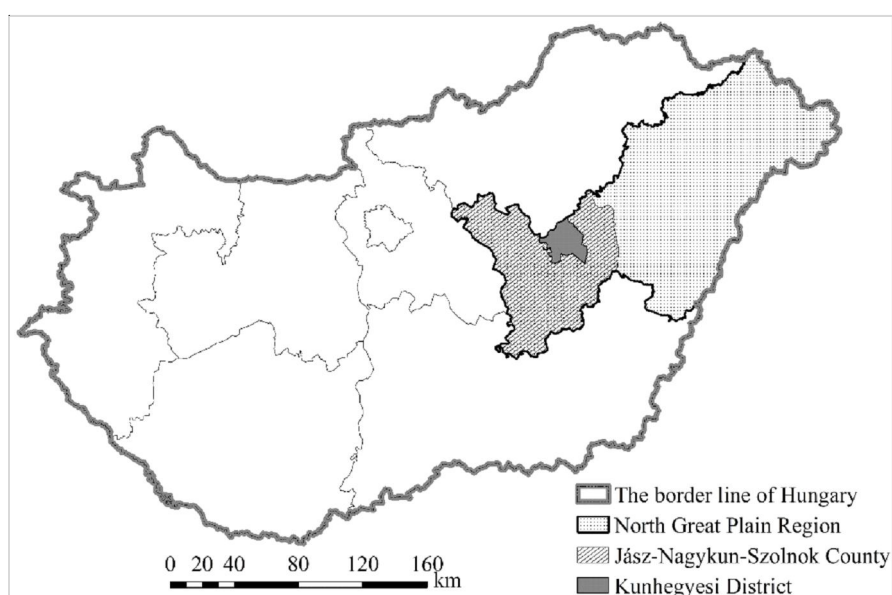 The border line of Hungary
North Great Plain Region
Jász-Nagykun-Szolnok County
Kunhegyesi District
0 20 40 80 120 160
km